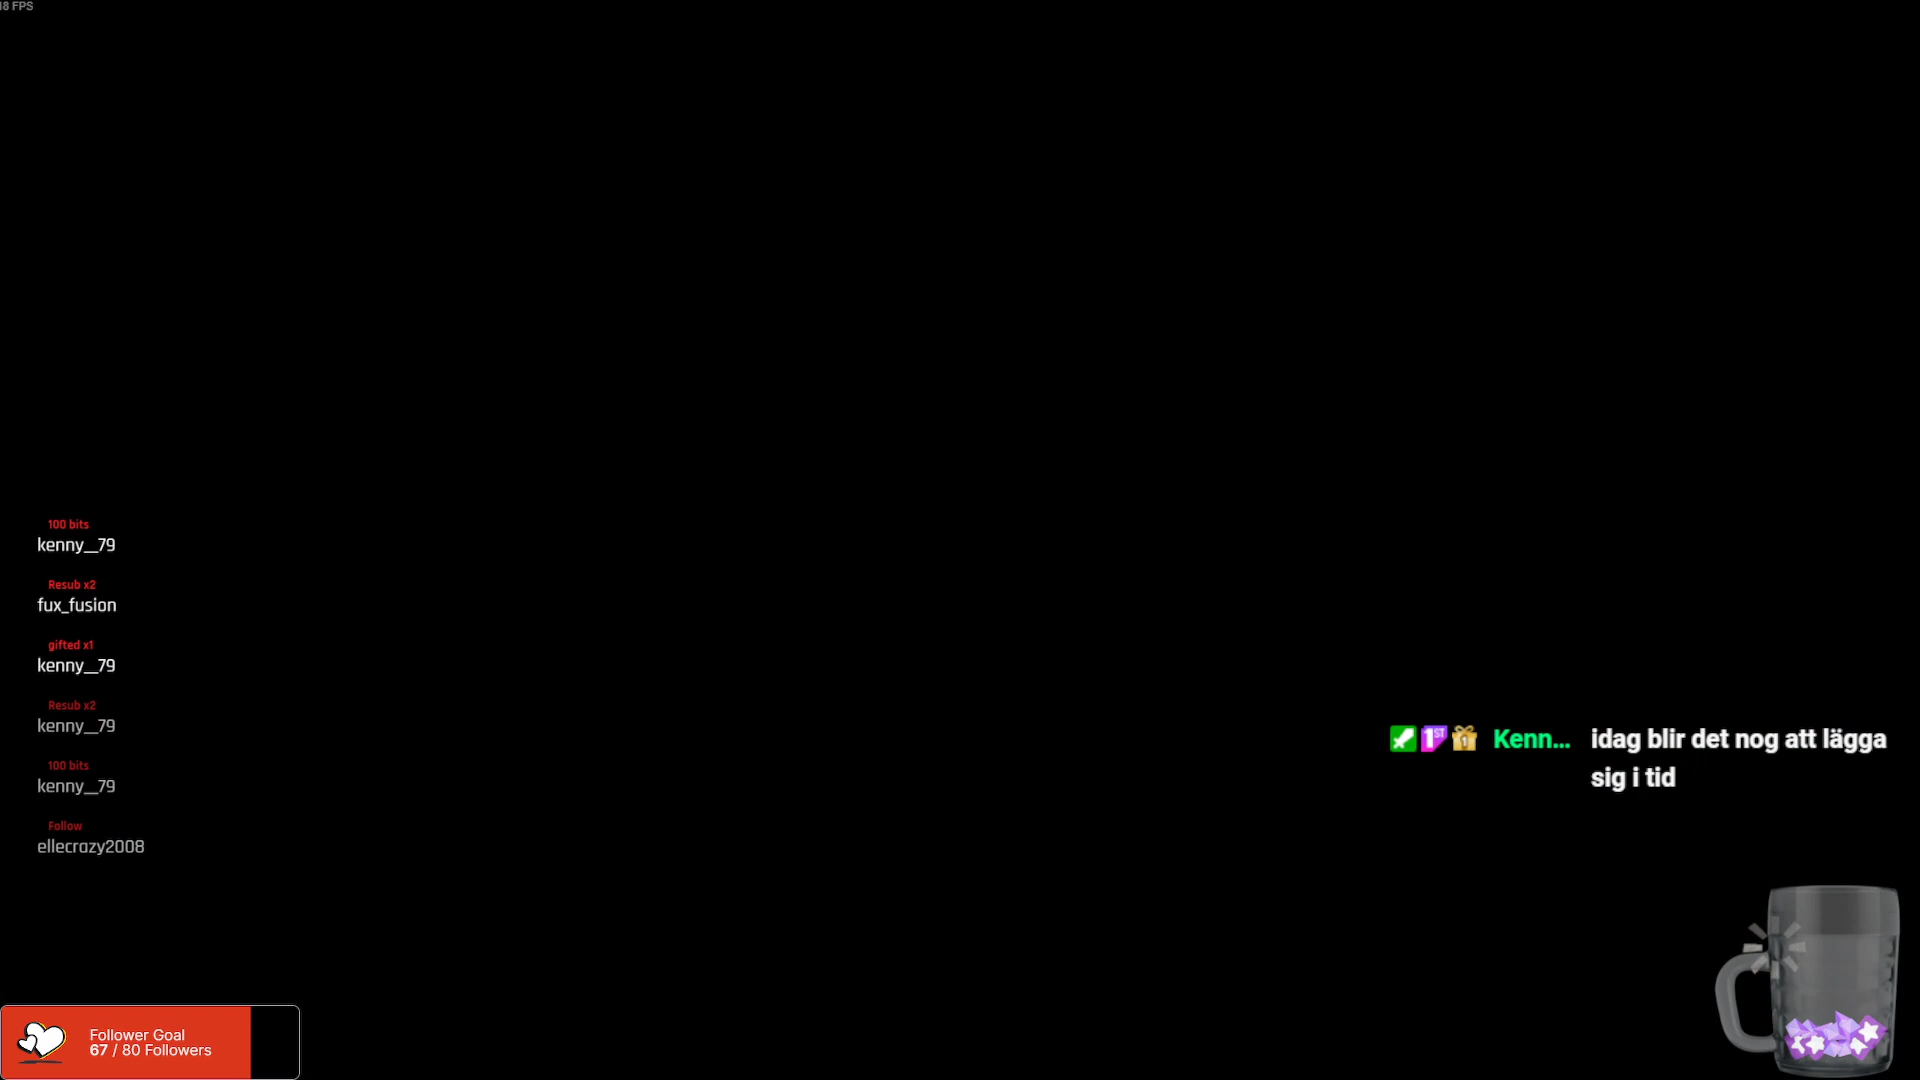 18 FPS
100 bits
kenny__79
Resub x2
fux_fusion
gifted x1
kenny__79
Resub x2
kenny__79
100 bits
kenny__79
Follow
ellecrazy2008
Kenn... idag blir det nog att lägga
sig i tid
Follower Goal
67 / 80 Followers